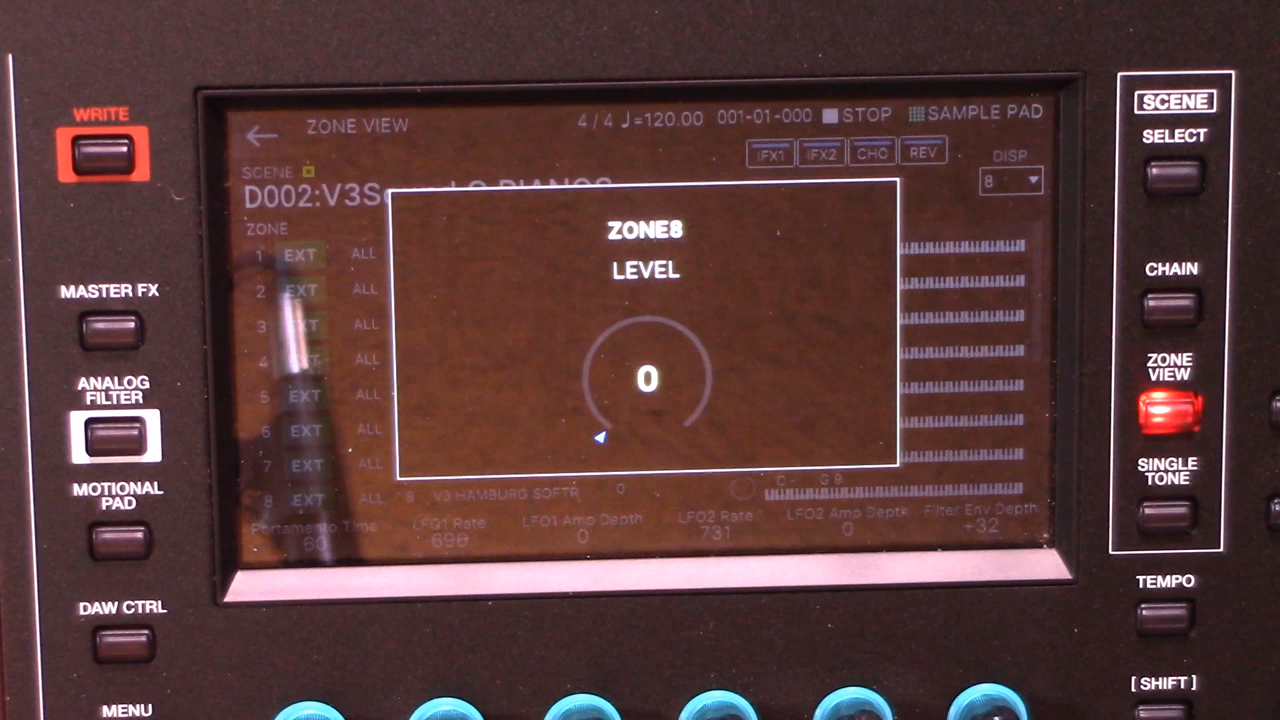 WRITE
MASTER FX
ANALOG
FILTER
MOTIONAL
PAD
DAW CTRL
MENU
ZONE VIEW
4/4 ♩=120.00 001-01-000 STOP SAMPLE PAD
IFX1 IFX2 CHO REV
DISP
8
SCENE
D002:V3S
ZONE
1 EXT ALL
2 EXT ALL
3 EXT ALL
4 EXT ALL
5 EXT ALL
6 EXT ALL
7 EXT ALL
8 EXT ALL 8 V3 HAMBURG SOFTR 0 C- G9
ZONE8
LEVEL
0
Portamento Time LFO1 Rate LFO1 Amp Depth LFO2 Rate LFO2 Amp Depth Filter Env Depth
60 696 0 731 0 +32
SCENE
SELECT
CHAIN
ZONE
VIEW
SINGLE
TONE
TEMPO
[ SHIFT ]